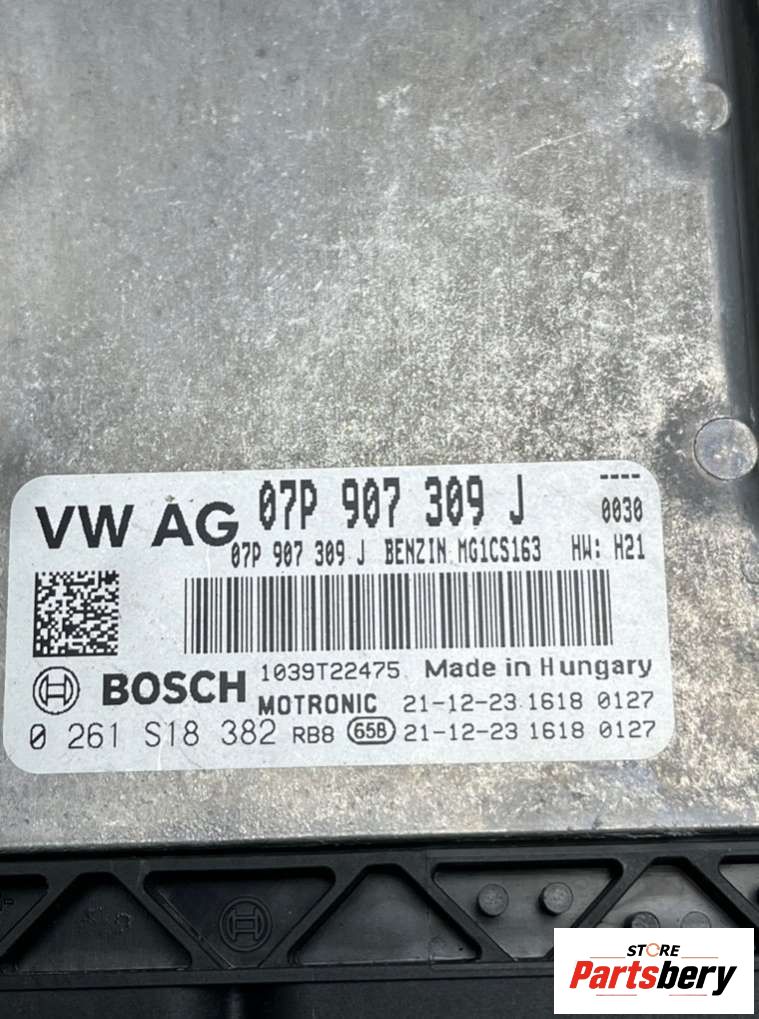 ----
VW AG 07P 907 309 J 0030
07P 907 309 J BENZIN MG1CS163 HW: H21
BOSCH 1039T22475 Made in Hungary
MOTRONIC 21-12-23 1618 0127
0 261 S18 382 RB8 65B 21-12-23 1618 0127
STORE
Partsbery